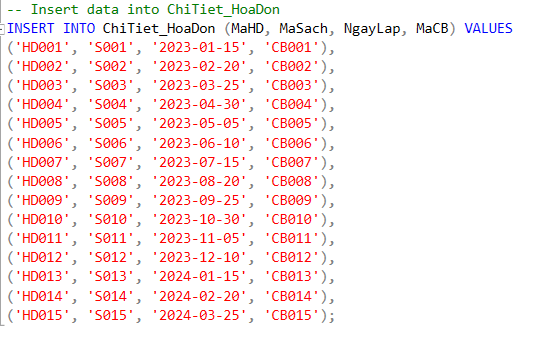 -- Insert data into ChiTiet_HoaDon
INSERT INTO ChiTiet_HoaDon (MaHD, MaSach, NgayLap, MaCB) VALUES
('HD001', 'S001', '2023-01-15', 'CB001'),
('HD002', 'S002', '2023-02-20', 'CB002'),
('HD003', 'S003', '2023-03-25', 'CB003'),
('HD004', 'S004', '2023-04-30', 'CB004'),
('HD005', 'S005', '2023-05-05', 'CB005'),
('HD006', 'S006', '2023-06-10', 'CB006'),
('HD007', 'S007', '2023-07-15', 'CB007'),
('HD008', 'S008', '2023-08-20', 'CB008'),
('HD009', 'S009', '2023-09-25', 'CB009'),
('HD010', 'S010', '2023-10-30', 'CB010'),
('HD011', 'S011', '2023-11-05', 'CB011'),
('HD012', 'S012', '2023-12-10', 'CB012'),
('HD013', 'S013', '2024-01-15', 'CB013'),
('HD014', 'S014', '2024-02-20', 'CB014'),
('HD015', 'S015', '2024-03-25', 'CB015');